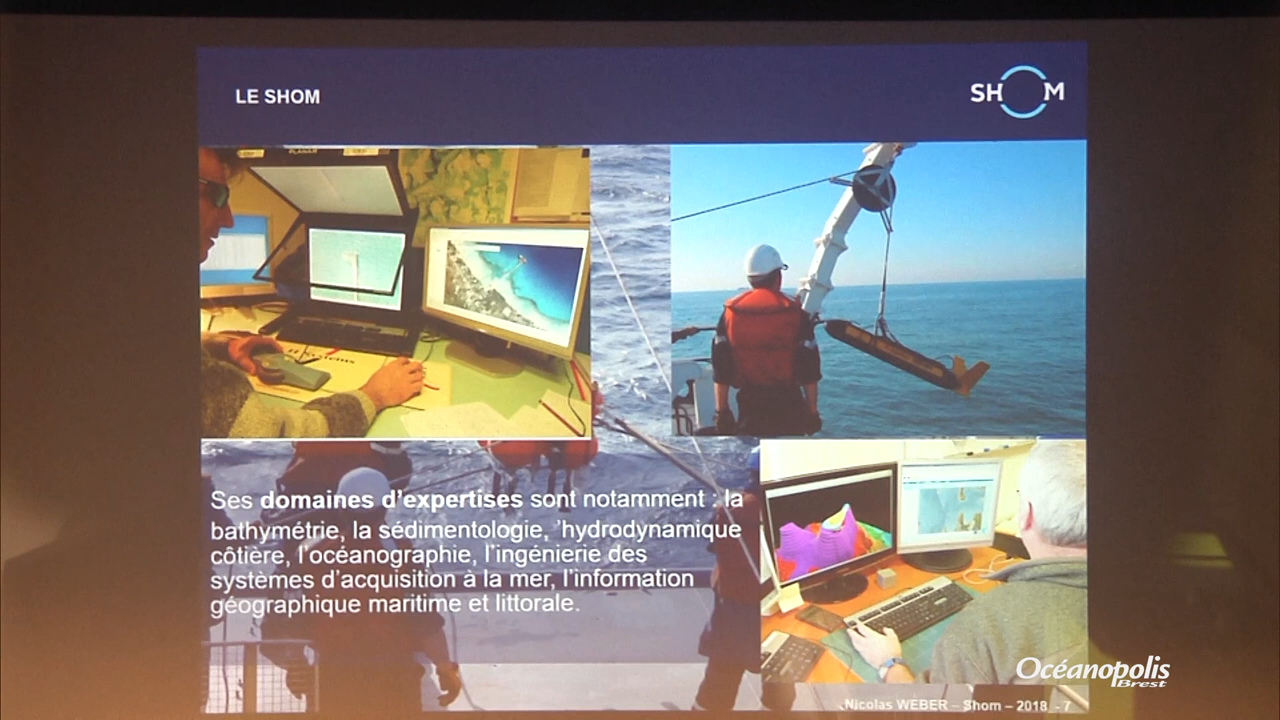 LE SHOM
SHOM
Ses domaines d'expertises sont notamment : la
bathymétrie, la sédimentologie, 'hydrodynamique
côtière, l'océanographie, l'ingénierie des
systèmes d'acquisition à la mer, l'information
géographique maritime et littorale.
Océanopolis
Brest
Nicolas WEBER – Shom – 2018 - 7